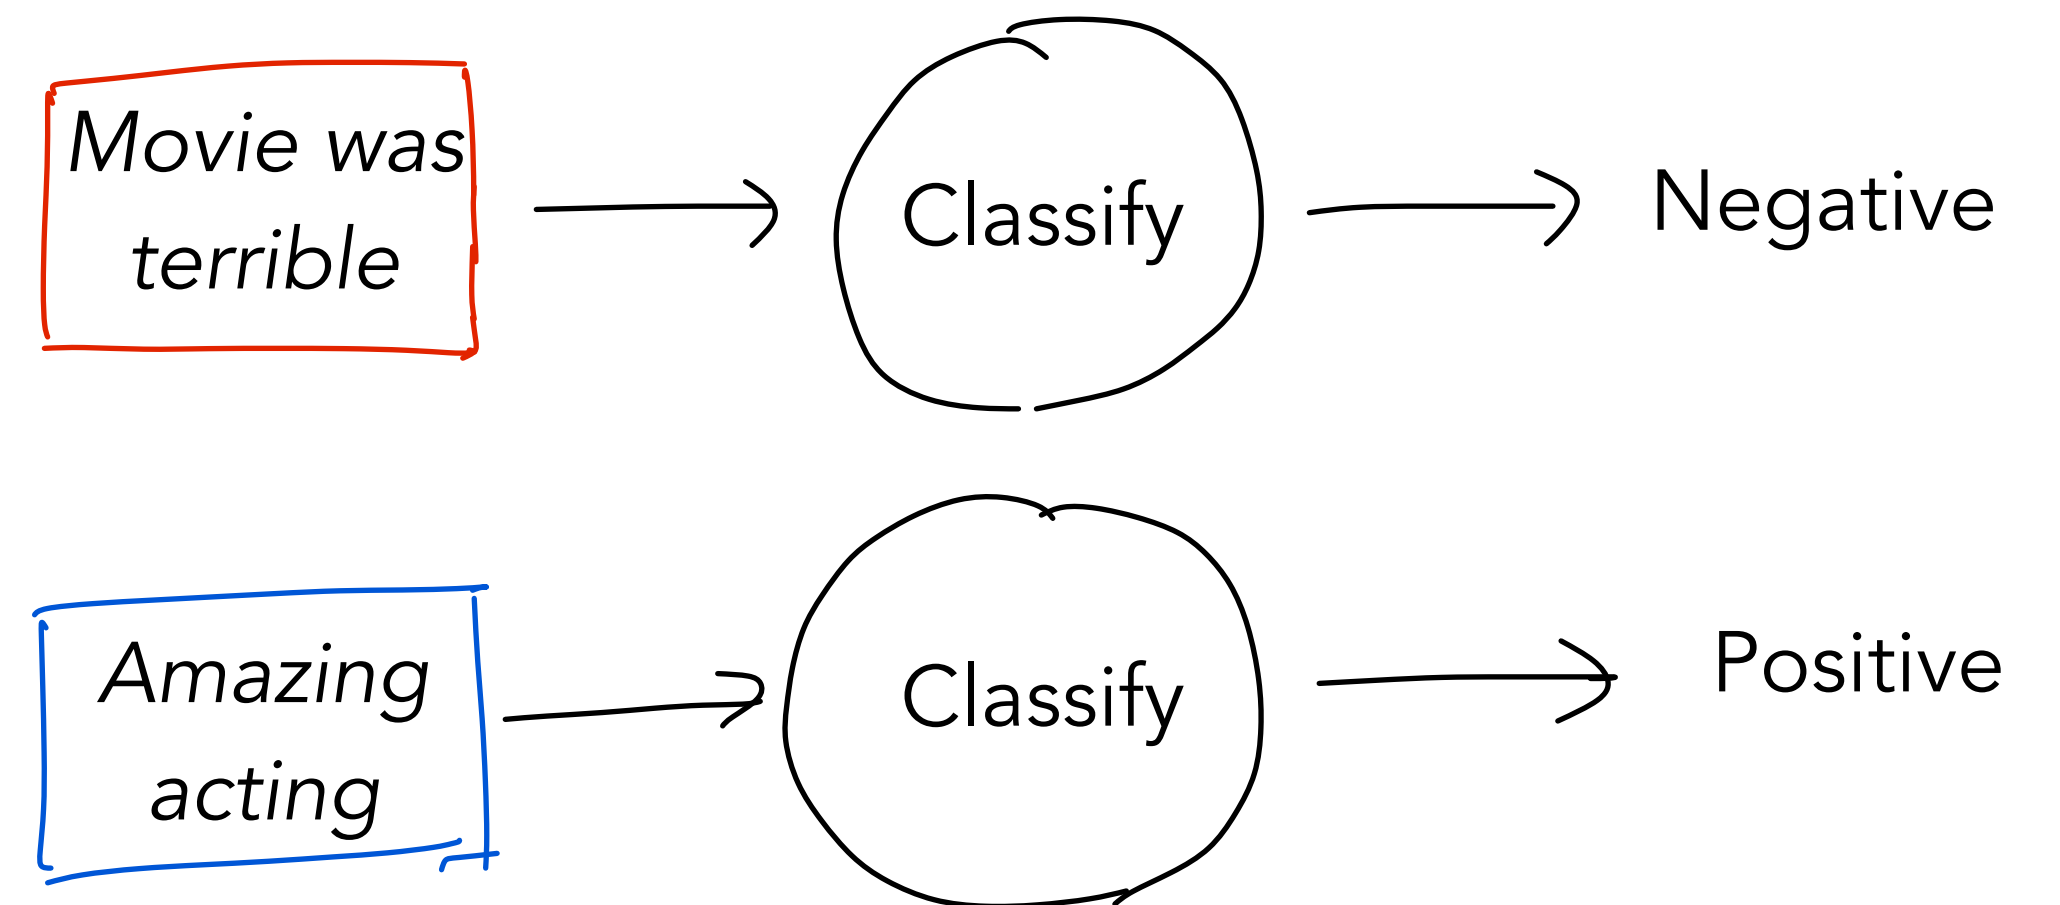 Movie was
terrible
Classify
Negative
Amazing
acting
Classify
Positive